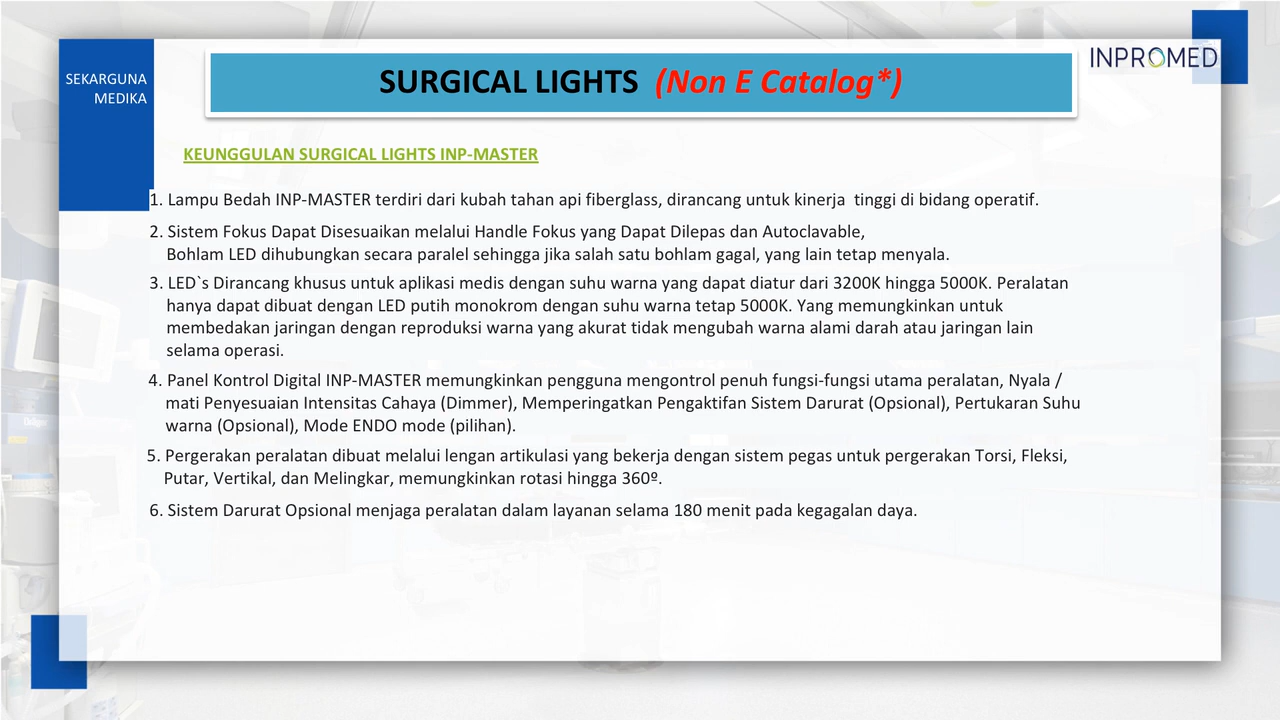 SEKARGUNA
MEDIKA
SURGICAL LIGHTS (Non E Catalog*)
INPROMED
KEUNGGULAN SURGICAL LIGHTS INP-MASTER
1. Lampu Bedah INP-MASTER terdiri dari kubah tahan api fiberglass, dirancang untuk kinerja  tinggi di bidang operatif.
2. Sistem Fokus Dapat Disesuaikan melalui Handle Fokus yang Dapat Dilepas dan Autoclavable,
Bohlam LED dihubungkan secara paralel sehingga jika salah satu bohlam gagal, yang lain tetap menyala.
3. LED`s Dirancang khusus untuk aplikasi medis dengan suhu warna yang dapat diatur dari 3200K hingga 5000K. Peralatan
hanya dapat dibuat dengan LED putih monokrom dengan suhu warna tetap 5000K. Yang memungkinkan untuk
membedakan jaringan dengan reproduksi warna yang akurat tidak mengubah warna alami darah atau jaringan lain
selama operasi.
4. Panel Kontrol Digital INP-MASTER memungkinkan pengguna mengontrol penuh fungsi-fungsi utama peralatan, Nyala /
mati Penyesuaian Intensitas Cahaya (Dimmer), Memperingatkan Pengaktifan Sistem Darurat (Opsional), Pertukaran Suhu
warna (Opsional), Mode ENDO mode (pilihan).
5. Pergerakan peralatan dibuat melalui lengan artikulasi yang bekerja dengan sistem pegas untuk pergerakan Torsi, Fleksi,
Putar, Vertikal, dan Melingkar, memungkinkan rotasi hingga 360º.
6. Sistem Darurat Opsional menjaga peralatan dalam layanan selama 180 menit pada kegagalan daya.